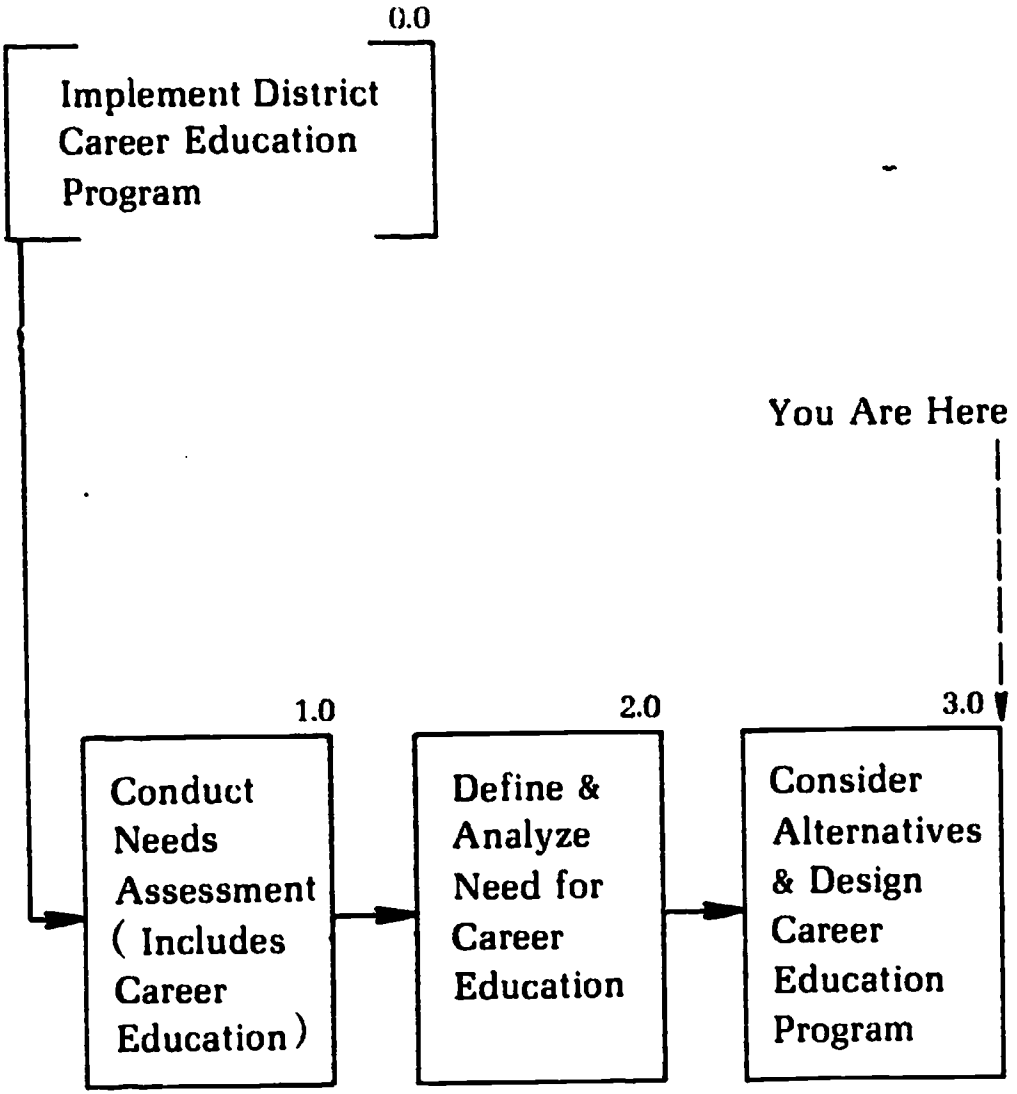 0.0
Implement District
Career Education
Program
You Are Here
1.0
Conduct
Needs
Assessment
( Includes
Career
Education )
2.0
Define &
Analyze
Need for
Career
Education
3.0
Consider
Alternatives
& Design
Career
Education
Program